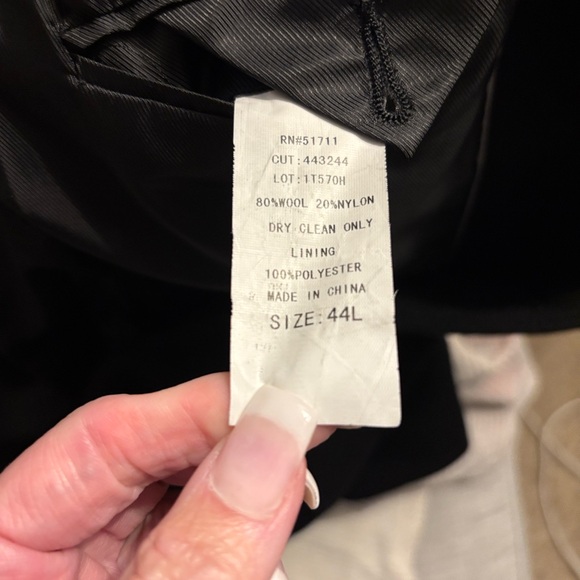 RN#51711
CUT:443244
LOT:1T570H
80%WOOL 20%NYLON
DRY CLEAN ONLY
LINING
100%POLYESTER
MADE IN CHINA
SIZE:44L